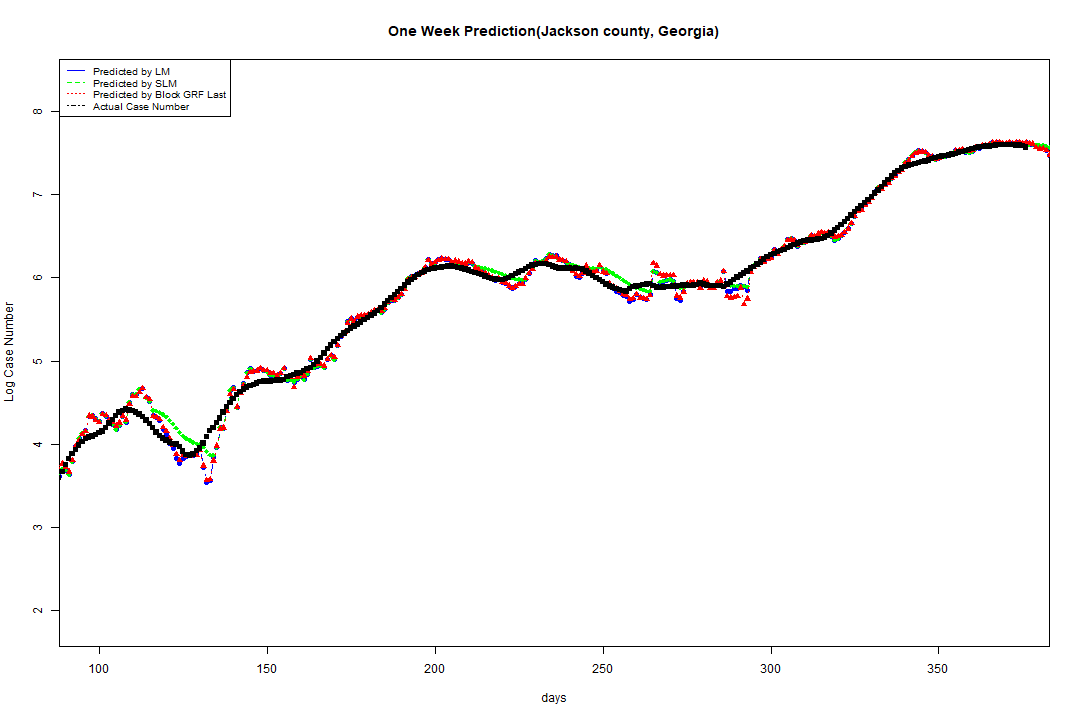 One Week Prediction(Jackson county, Georgia)
Predicted by LM
Predicted by SLM
Predicted by Block GRF Last
Actual Case Number
8
7
6
5
4
3
2
Log Case Number
100 150 200 250 300 350
days